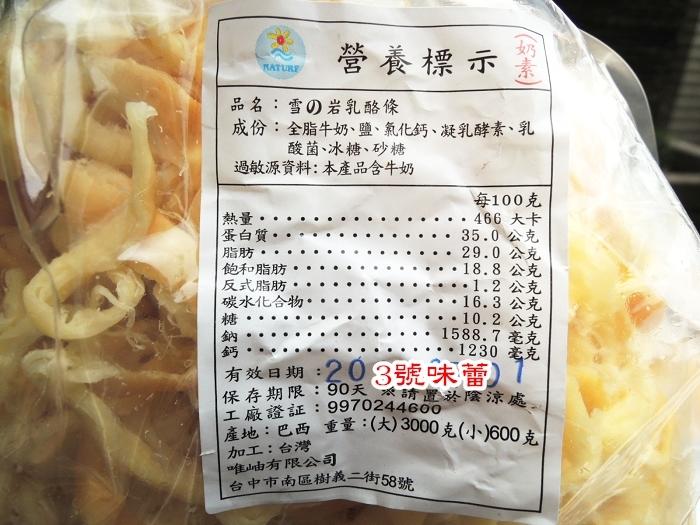 NATURE
營養標示
(奶素)
品名：雪の岩乳酪條
成份：全脂牛奶、鹽、氯化鈣、凝乳酵素、乳
酸菌、冰糖、砂糖
過敏源資料：本產品含牛奶
每100克
熱量 466 大卡
蛋白質 35.0 公克
脂肪 29.0 公克
飽和脂肪 18.8 公克
反式脂肪 1.2 公克
碳水化合物 16.3 公克
糖 10.2 公克
鈉 1588.7 毫克
鈣 1230 毫克
有效日期：20
3號味蕾
保存期限：90天 ※請置於陰涼處
工廠證証：9970244600
產地：巴西 重量：(大)3000克(小)600克
加工：台灣
唯岫有限公司
台中市南區樹義二街58號